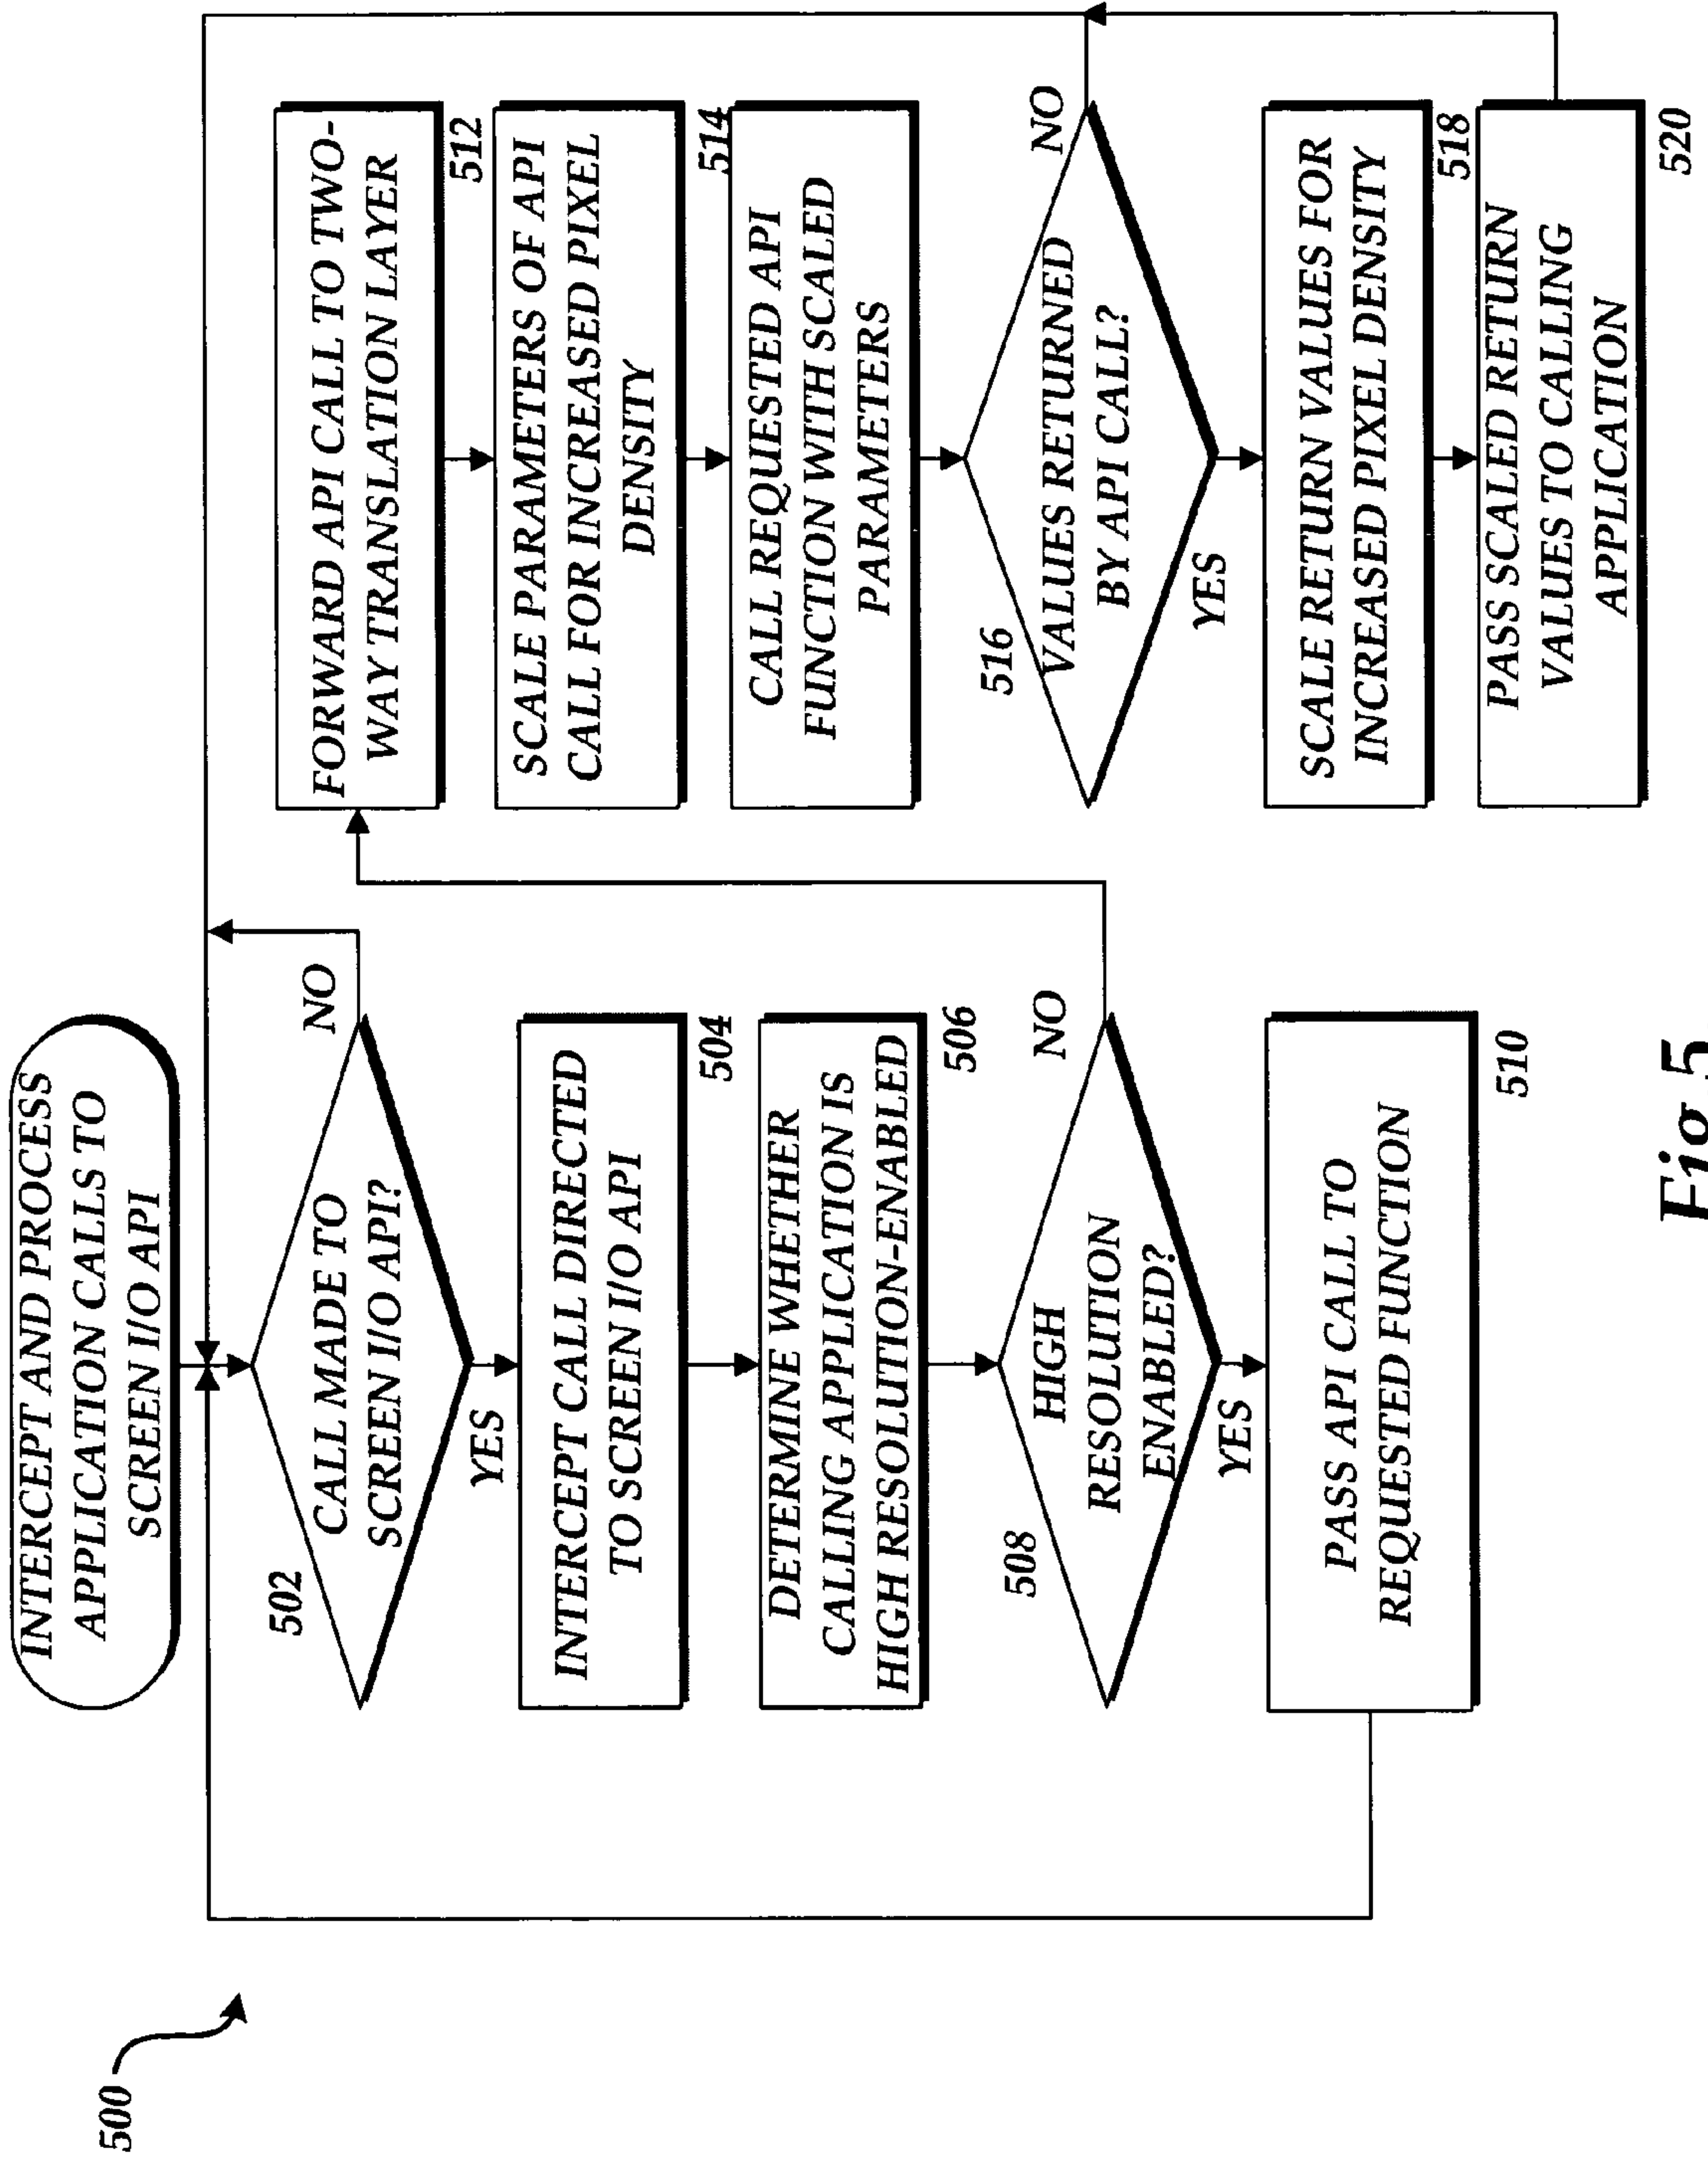 500
INTERCEPT AND PROCESS
APPLICATION CALLS TO
SCREEN I/O API
502
CALL MADE TO
SCREEN I/O API?
NO
YES
INTERCEPT CALL DIRECTED
TO SCREEN I/O API
504
DETERMINE WHETHER
CALLING APPLICATION IS
HIGH RESOLUTION-ENABLED
506
508
HIGH
RESOLUTION
ENABLED?
NO
YES
PASS API CALL TO
REQUESTED FUNCTION
510
FORWARD API CALL TO TWO-
WAY TRANSLATION LAYER
512
SCALE PARAMETERS OF API
CALL FOR INCREASED PIXEL
DENSITY
514
CALL REQUESTED API
FUNCTION WITH SCALED
PARAMETERS
516
VALUES RETURNED
BY API CALL?
NO
YES
SCALE RETURN VALUES FOR
INCREASED PIXEL DENSITY
518
PASS SCALED RETURN
VALUES TO CALLING
APPLICATION
520
Fig.5